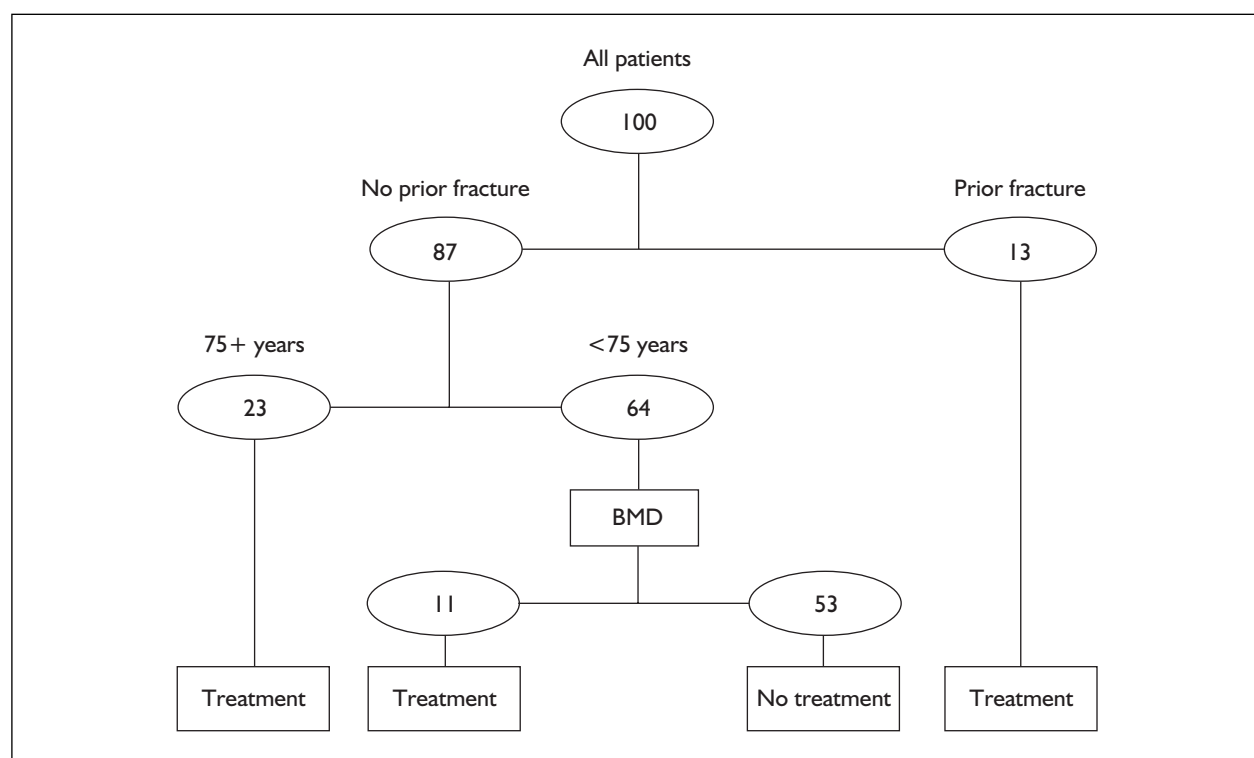 All patients
100
No prior fracture
Prior fracture
87
13
75+ years
<75 years
23
64
BMD
11
53
Treatment
Treatment
No treatment
Treatment